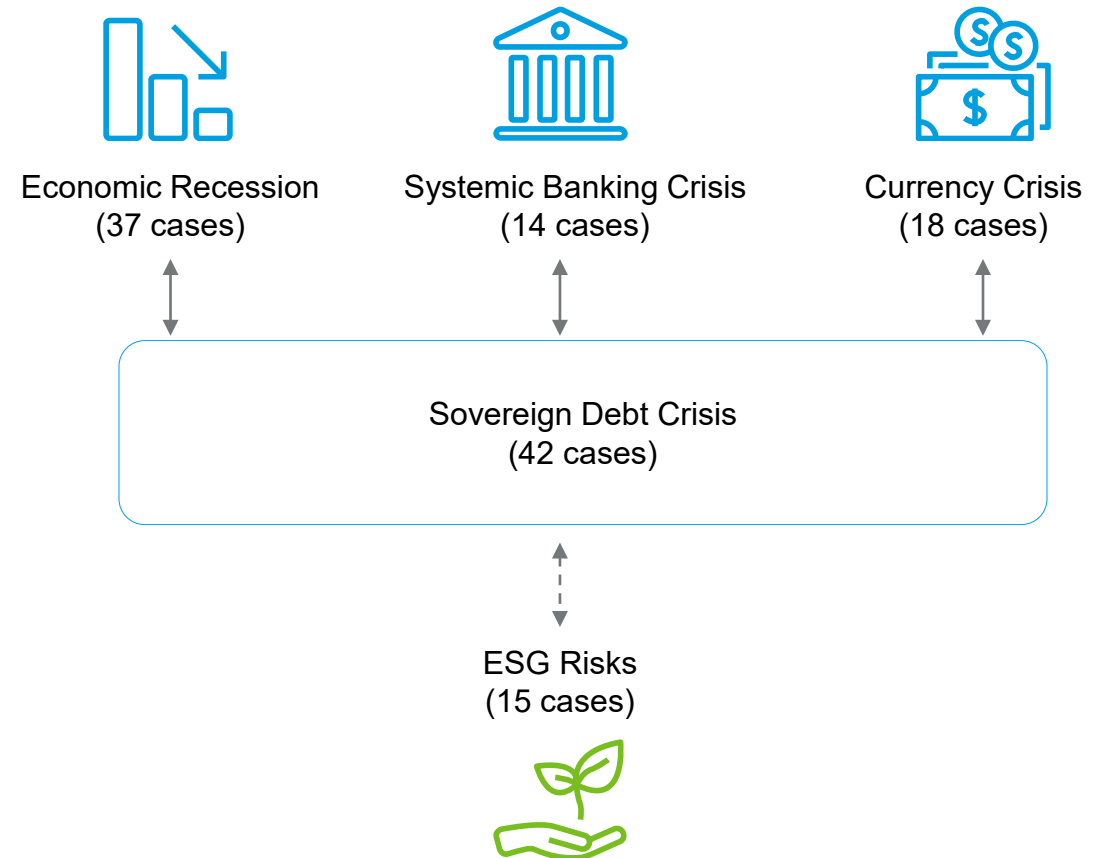 $ $
$
Economic Recession
(37 cases)
Systemic Banking Crisis
(14 cases)
Currency Crisis
(18 cases)
Sovereign Debt Crisis
(42 cases)
ESG Risks
(15 cases)